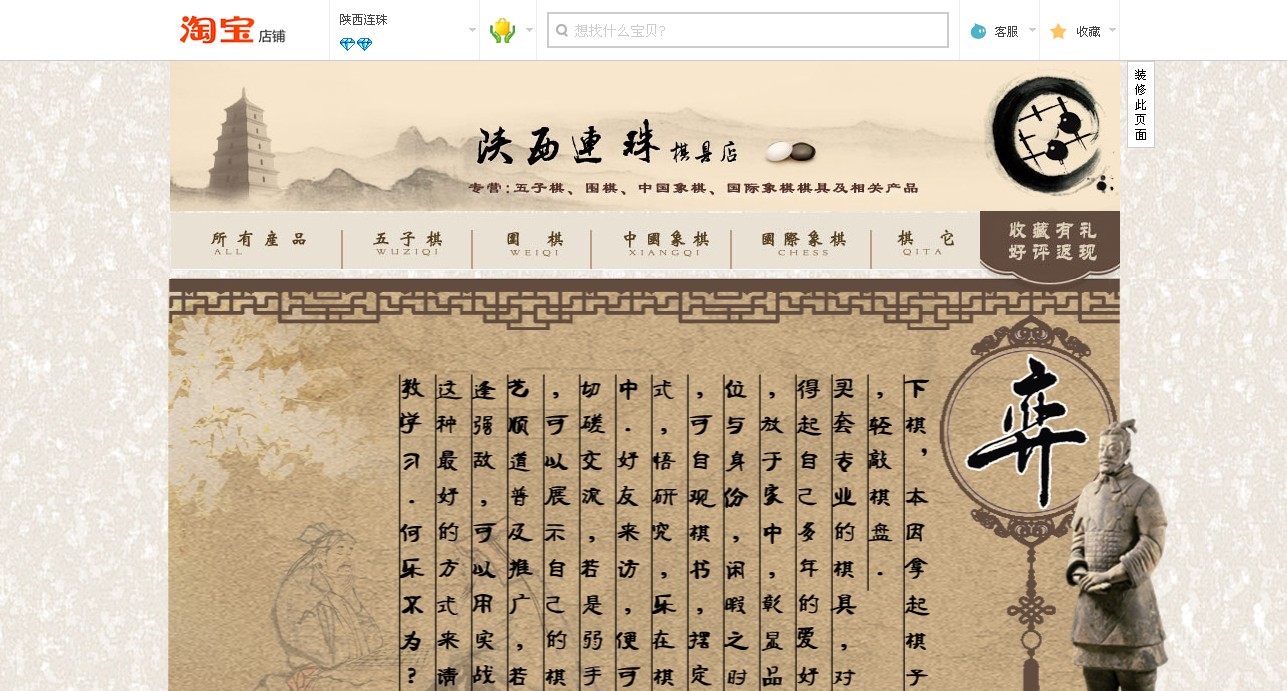 淘宝店铺
陕西连珠
想找什么宝贝?
客服
收藏
装修此页面
陕西連珠棋具店
专营:五子棋、围棋、中国象棋、国际象棋棋具及相关产品
所有産品 五子棋 圍棋 中國象棋 國際象棋 棋它
ALL WUZIQI WEIQI XIANGQI CHESS QITA
收藏有礼
好评返现
弈
下棋，本因拿起棋子
，轻敲棋盘.
买套专业的棋具，对
得起自己多年的爱好
，放于家中，彰显品
位与身份，闲暇之时
，可自现棋书，摆定
式，悟研究，乐在棋
中.好友来访，便可
切磋交流，若是弱手
，可以展示自己的棋
艺顺道普及推广，若
逢强敌，可以用实战
这种最好的方式来请
教学习.何乐不为？